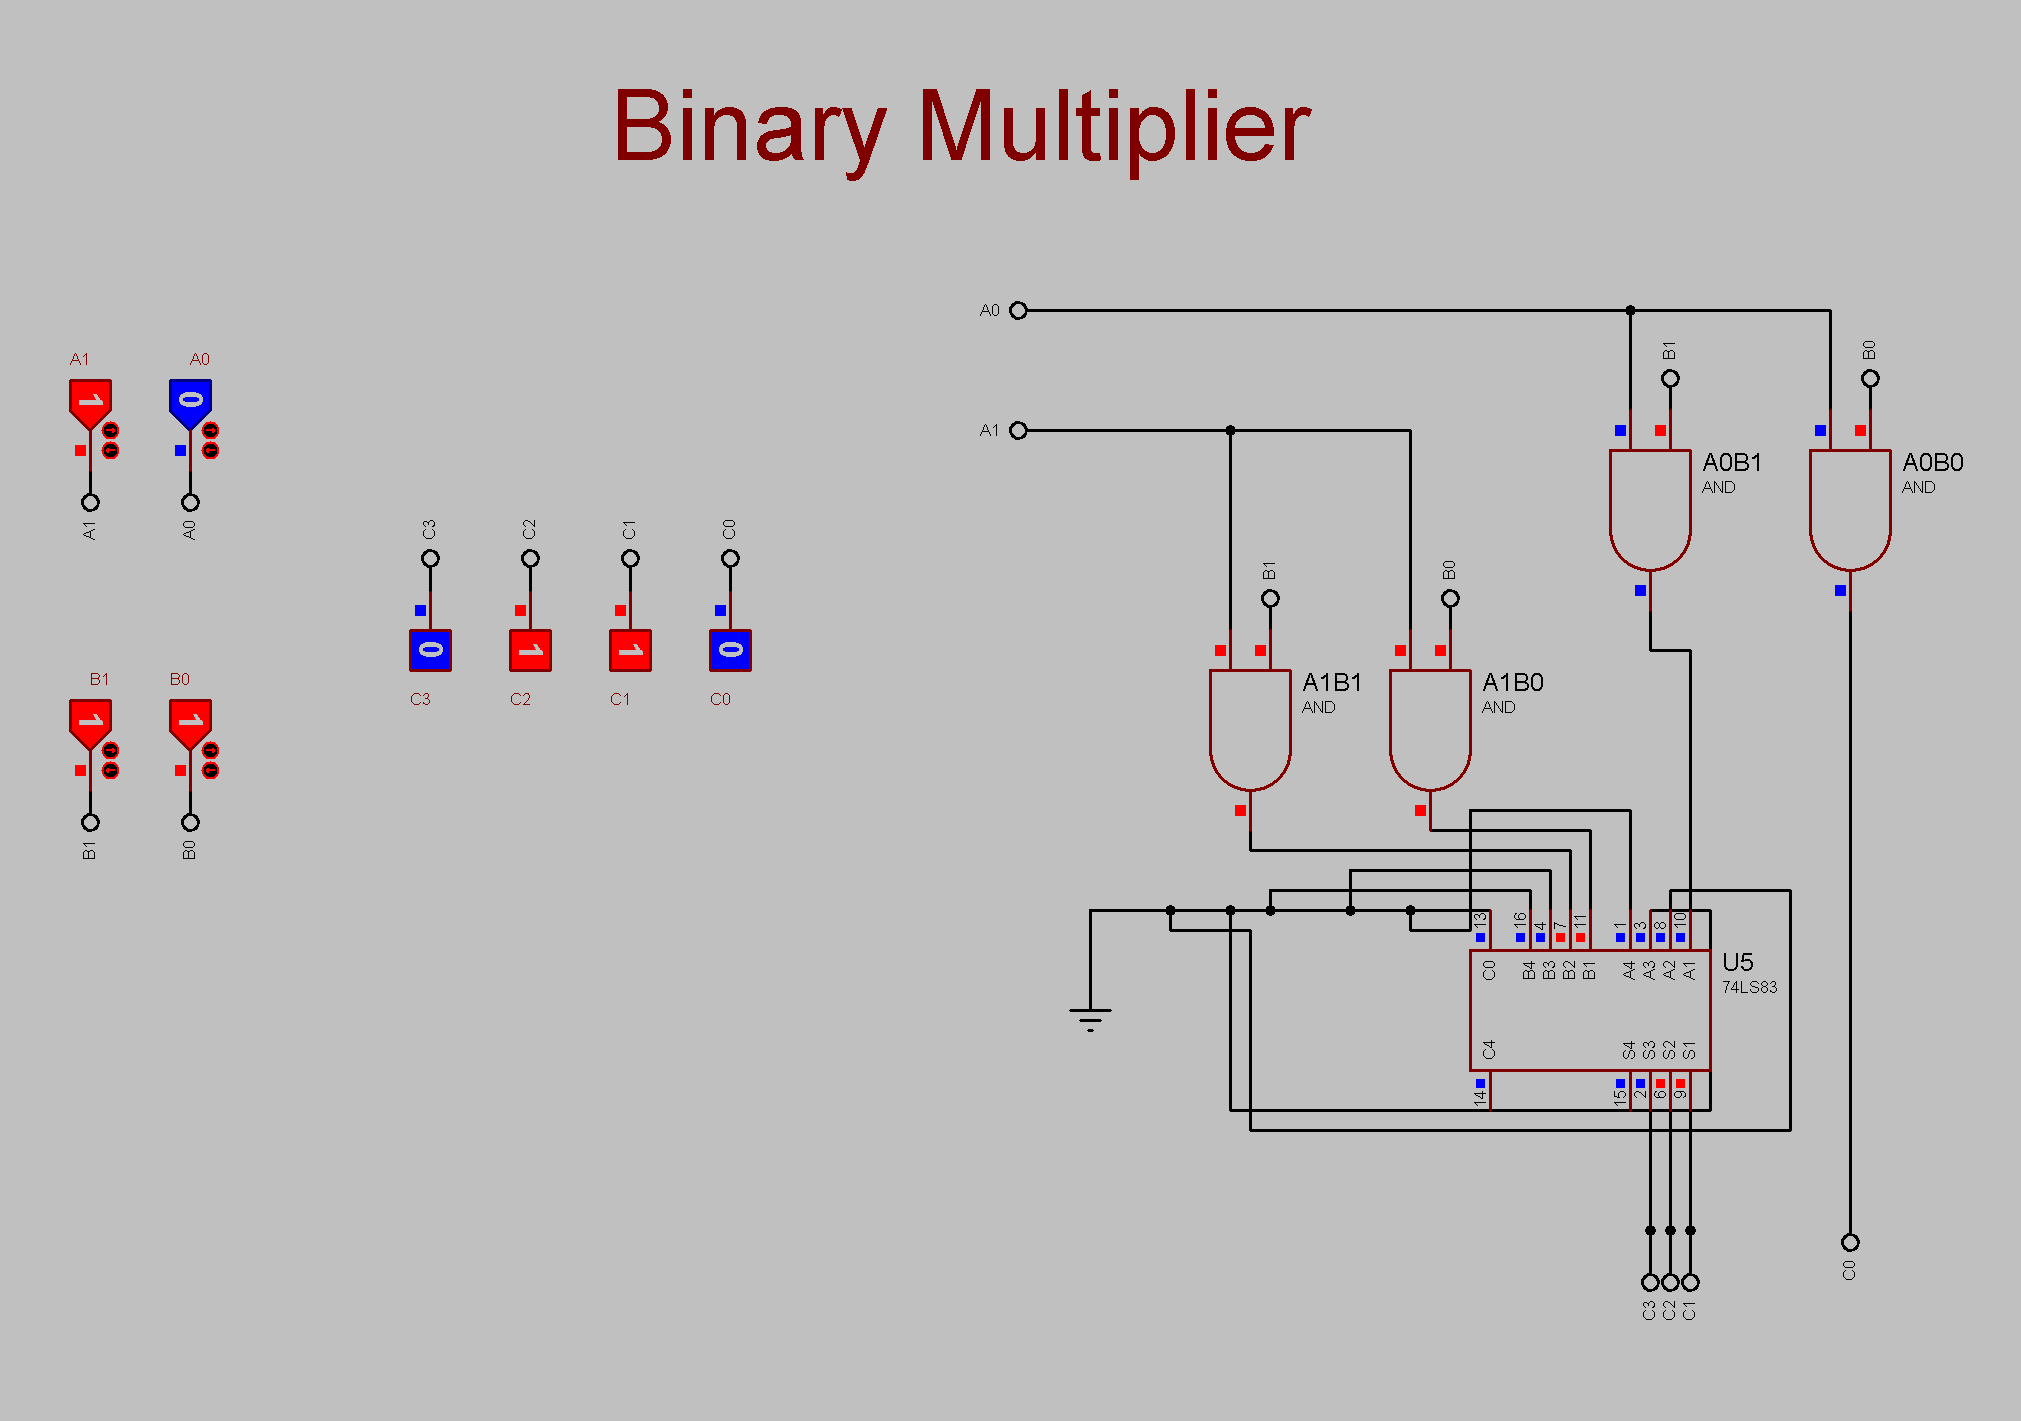 Binary Multiplier
A0
B1
B0
A1 A0
1 0
A1
A0B1
AND
A0B0
AND
A1 A0
C3 C2 C1 C0
B1
B0
0 1 1 0
C3 C2 C1 C0
B1 B0
1 1
A1B1
AND
A1B0
AND
B1 B0
13 16 4 7 11 1 3 8 10
C0 B4 B3 B2 B1 A4 A3 A2 A1
U5
74LS83
C4 S4 S3 S2 S1
14 15 2 6 9
C0
C3 C2 C1